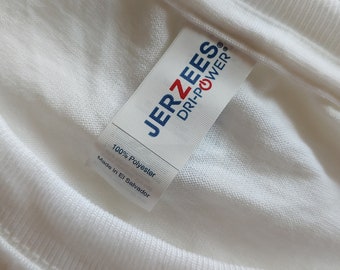 JERZEES®
DRI-POWER®
100% Polyester
Made in El Salvador